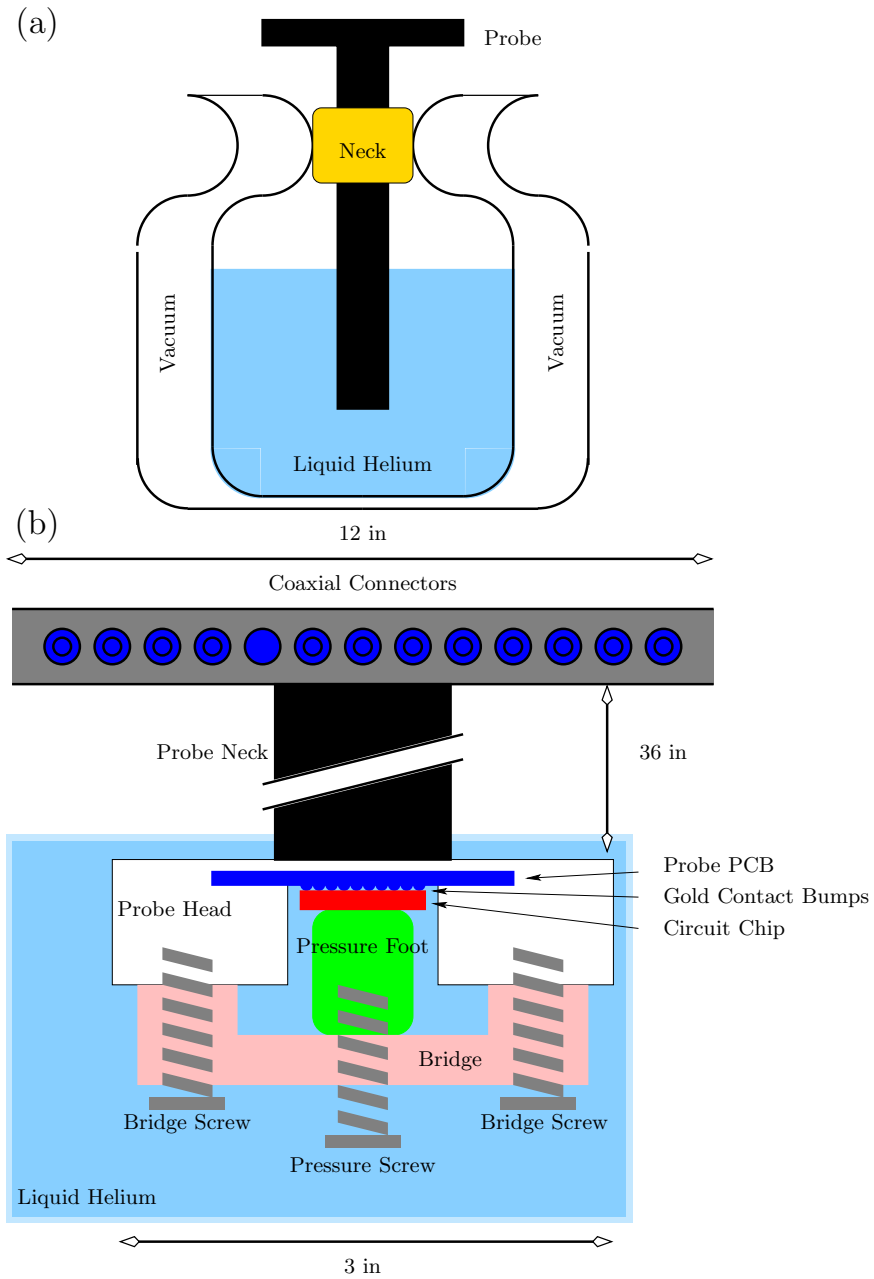 (a)
Probe
Neck
Vacuum
Vacuum
Liquid Helium
(b)
12 in
Coaxial Connectors
Probe Neck
36 in
Probe PCB
Gold Contact Bumps
Circuit Chip
Probe Head
Pressure Foot
Bridge
Bridge Screw
Bridge Screw
Pressure Screw
Liquid Helium
3 in